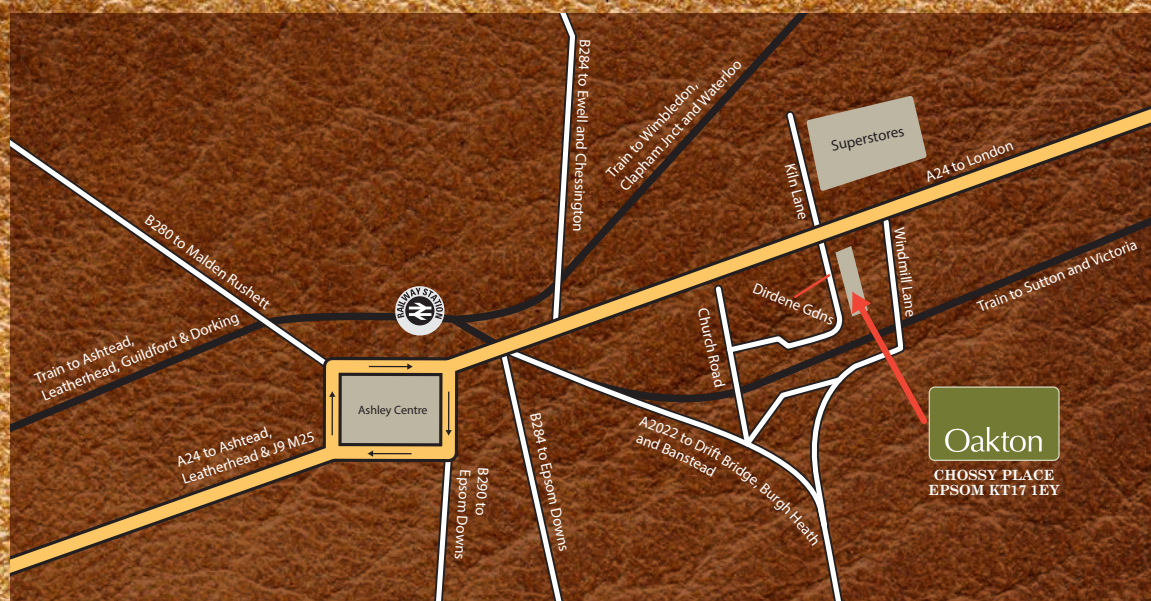 B284 to Ewell and Chessington
Train to Wimbledon,
Clapham Jnct and Waterloo
Superstores
A24 to London
Kiln Lane
Windmill Lane
Train to Sutton and Victoria
Dirdene Gdns
Church Road
B280 to Malden Rushett
RAILWAY STATION
Train to Ashtead,
Leatherhead, Guildford & Dorking
Ashley Centre
A24 to Ashtead,
Leatherhead & J9 M25
B290 to
Epsom Downs
B284 to Epsom Downs
A2022 to Drift Bridge, Burgh Heath
and Banstead
Oakton
CHOSSY PLACE
EPSOM KT17 1EY